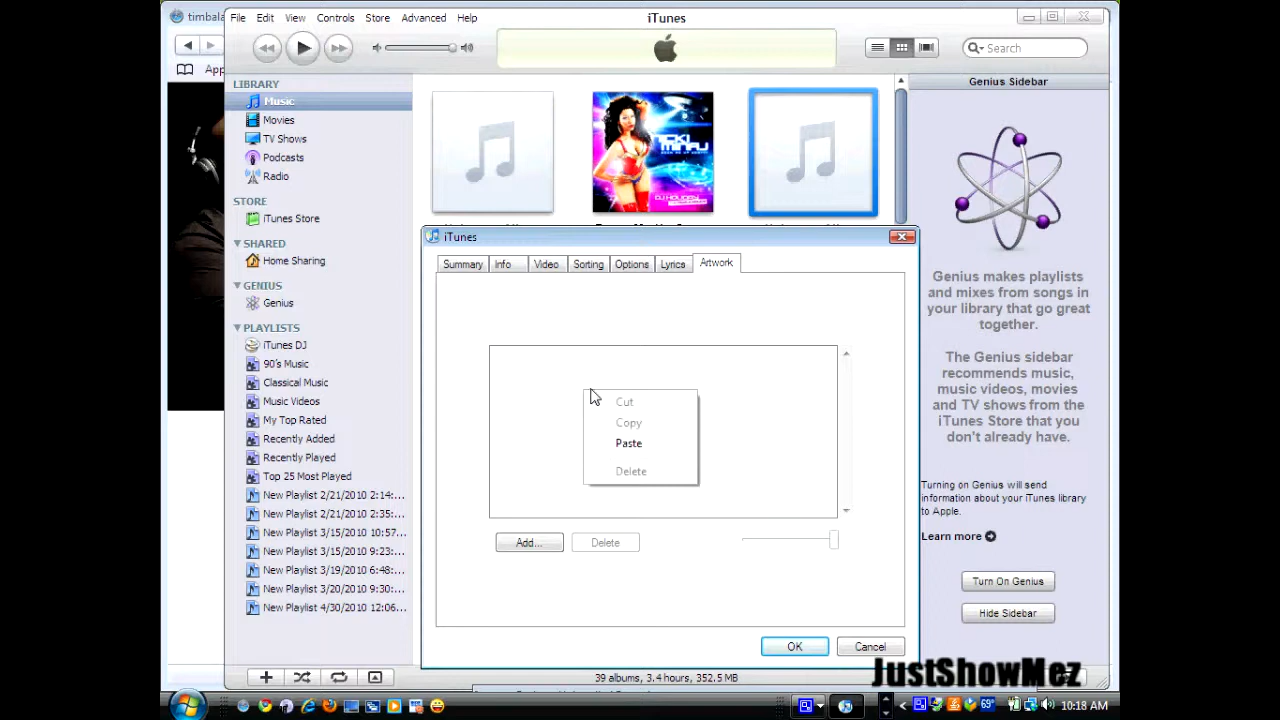 timbala
File Edit View Controls Store Advanced Help
iTunes
Search
App
LIBRARY
Music
Movies
TV Shows
Podcasts
Radio
STORE
iTunes Store
SHARED
Home Sharing
GENIUS
Genius
PLAYLISTS
iTunes DJ
90's Music
Classical Music
Music Videos
My Top Rated
Recently Added
Recently Played
Top 25 Most Played
New Playlist 2/21/2010 2:14:...
New Playlist 2/21/2010 2:35:...
New Playlist 3/15/2010 10:57...
New Playlist 3/15/2010 9:23:...
New Playlist 3/19/2010 6:48:...
New Playlist 3/20/2010 9:30:...
New Playlist 4/30/2010 12:06...
NICKI
MINAJ
DJ HOLIDAY
iTunes
Summary Info Video Sorting Options Lyrics Artwork
Cut
Copy
Paste
Delete
Add... Delete
OK Cancel
Genius Sidebar
Genius makes playlists
and mixes from songs in
your library that go great
together.
The Genius sidebar
recommends music,
music videos, movies
and TV shows from the
iTunes Store that you
don't already have.
Turning on Genius will send
information about your iTunes library
to Apple.
Learn more
Turn On Genius
Hide Sidebar
39 albums, 3.4 hours, 352.5 MB
JustShowMez
69°
10:18 AM